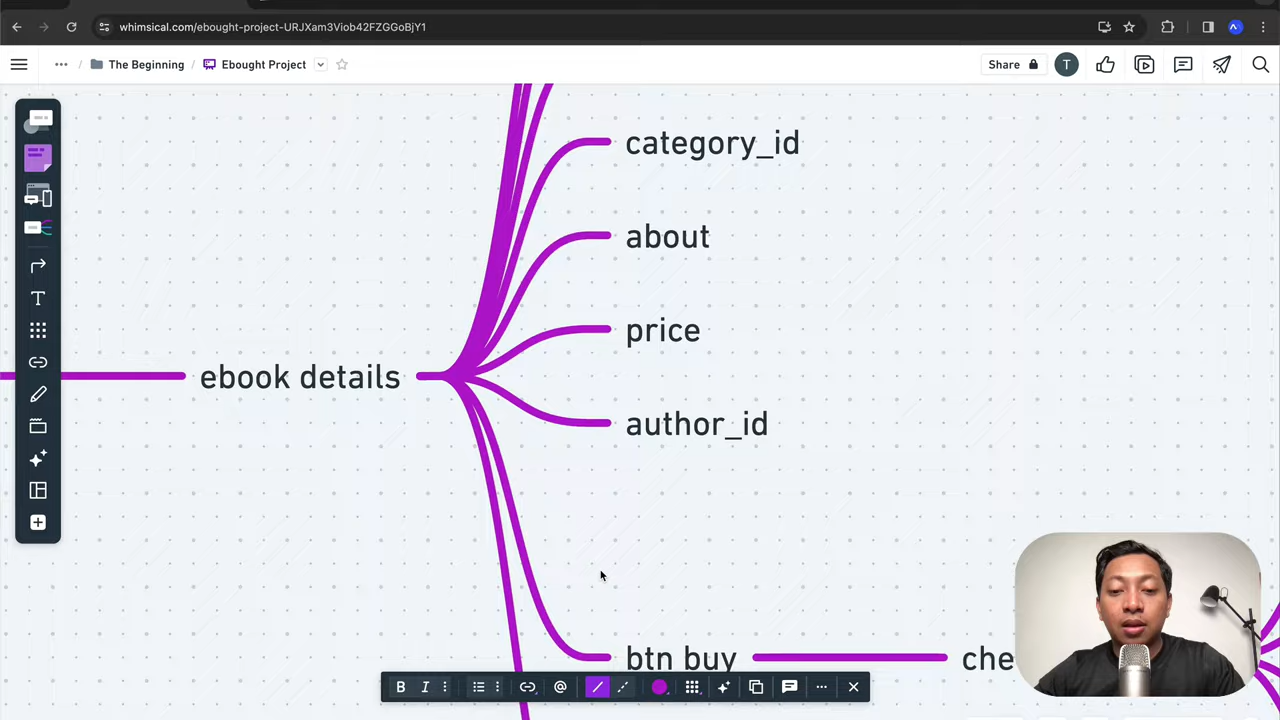 whimsical.com/ebought-project-URJXam3Viob42FZGGoBjY1
... / The Beginning / Ebought Project
Share
T
category_id
about
price
ebook details
author_id
btn buy
che
B I